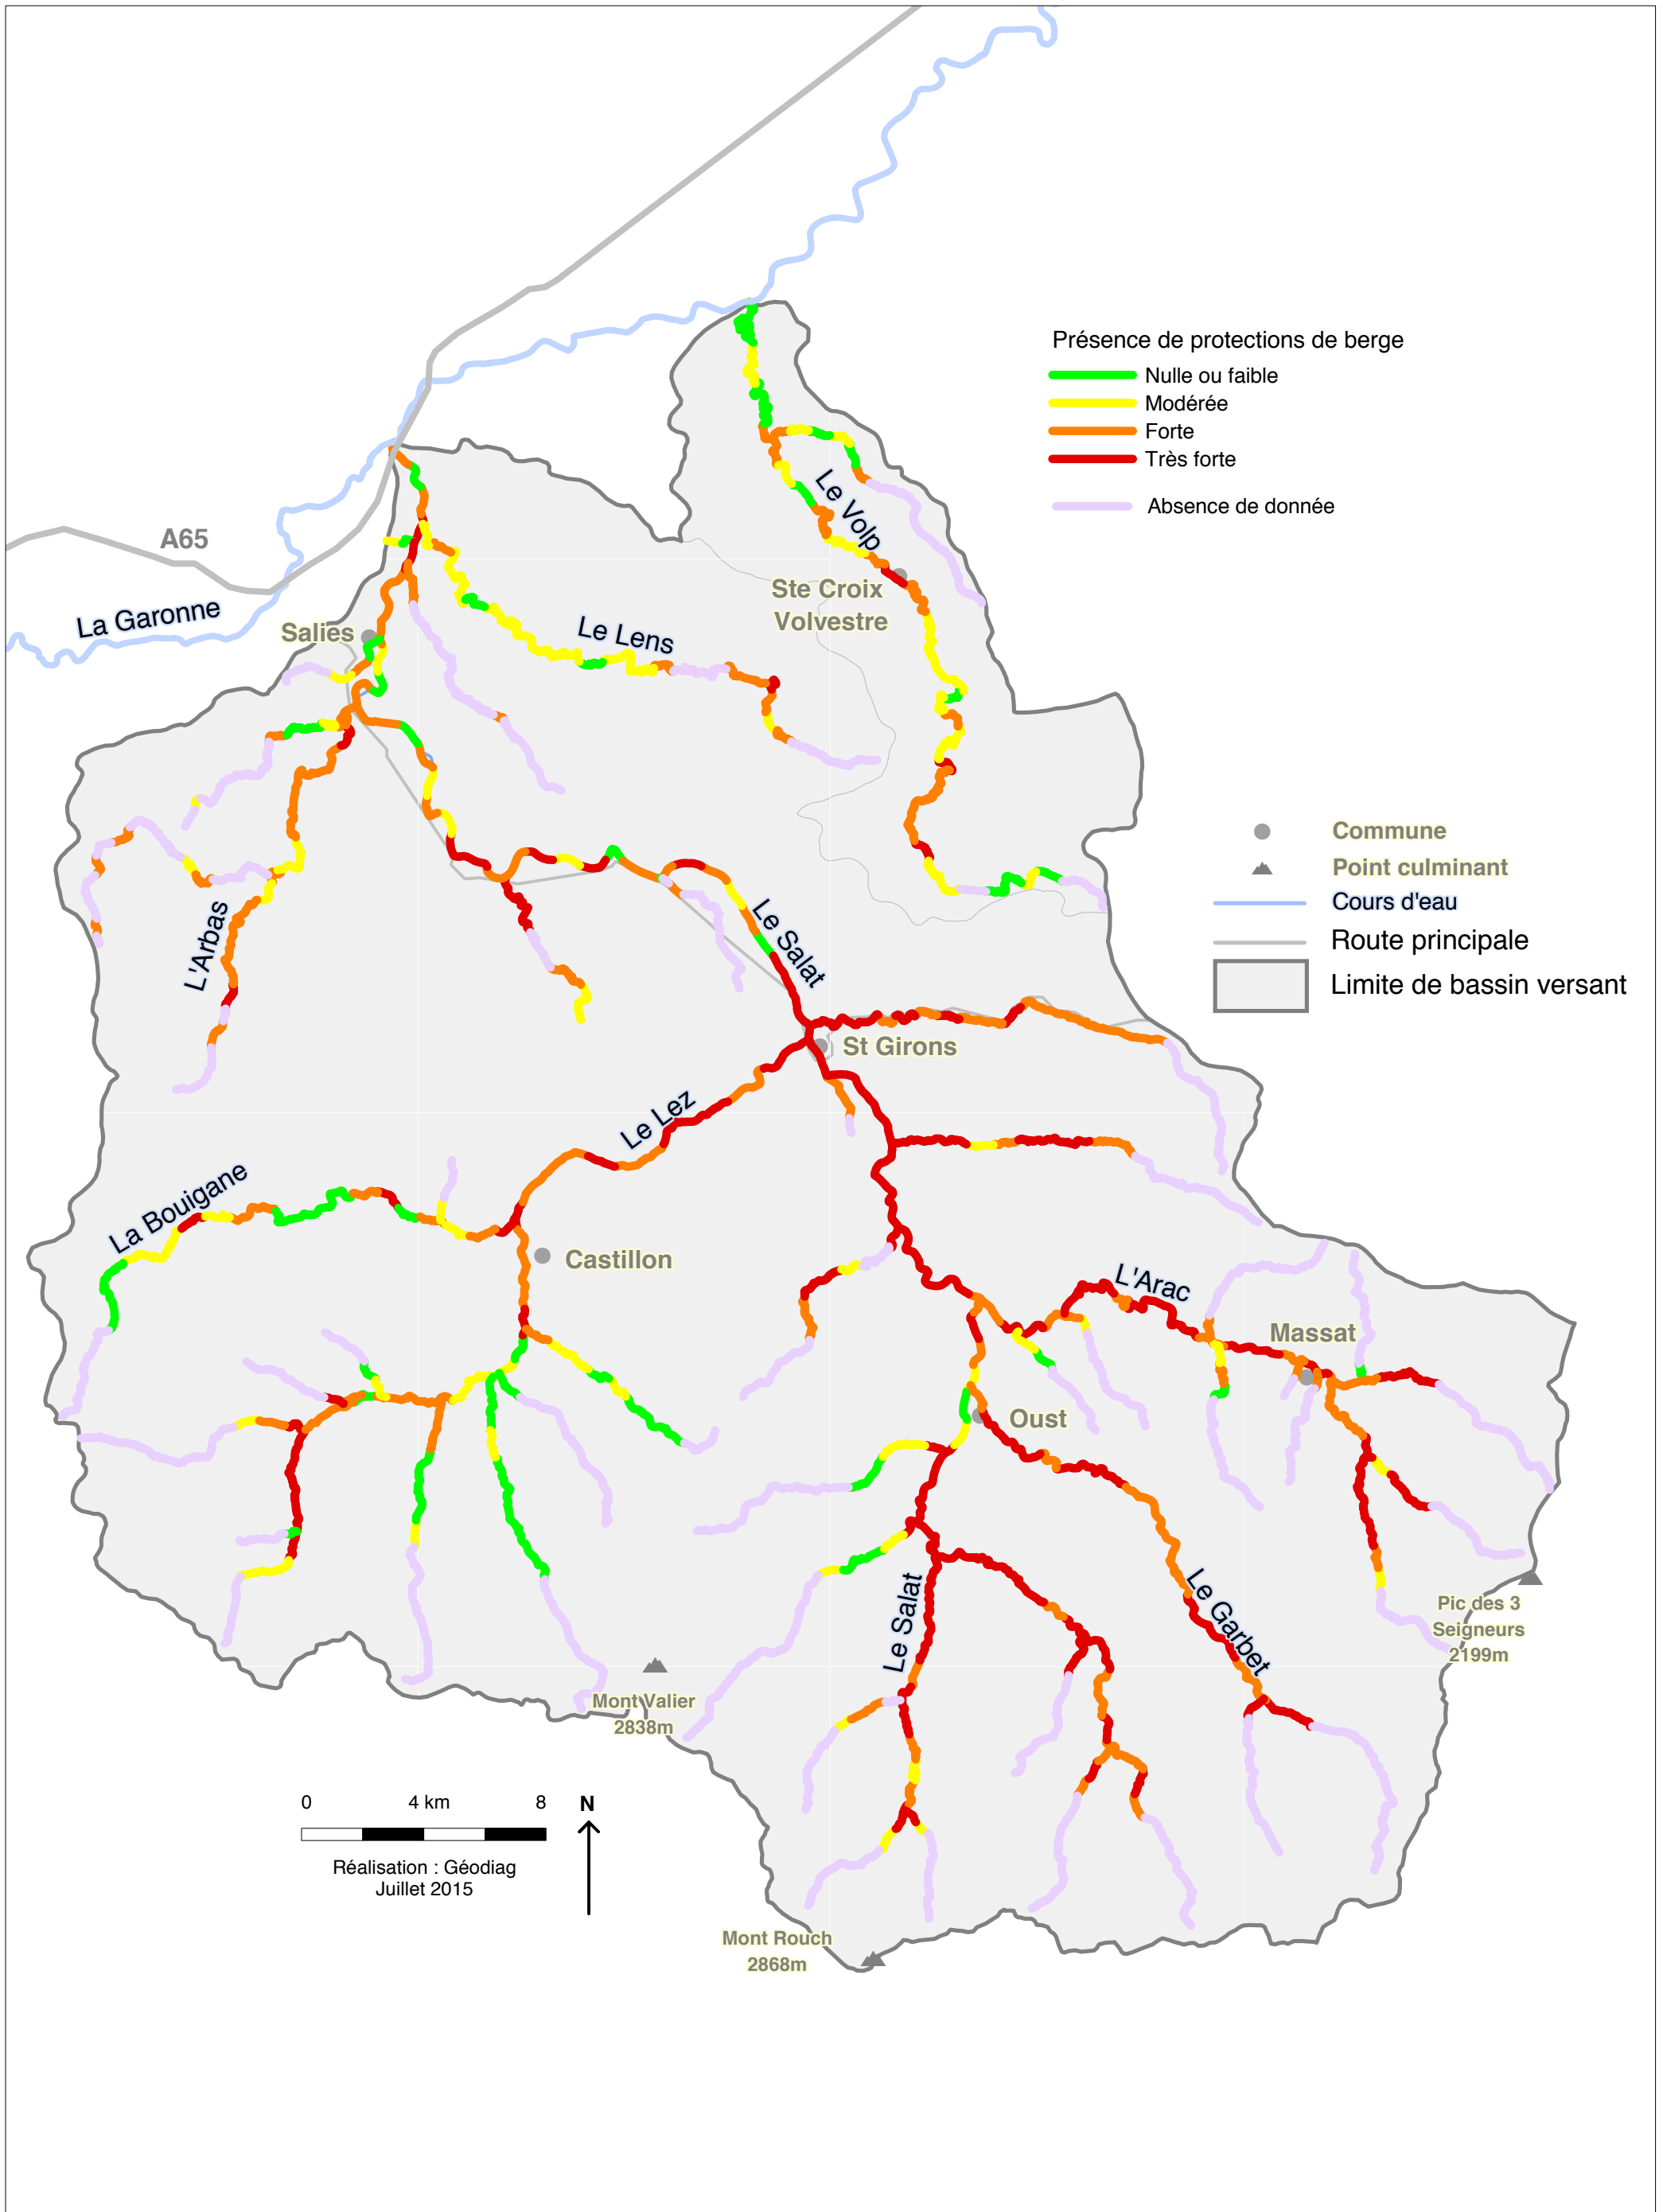 Présence de protections de berge
Nulle ou faible
Modérée
Forte
Très forte
Absence de donnée
Le Volp
A65
Ste Croix
Volvestre
La Garonne
Salies
Le Lens
Commune
Point culminant
Cours d'eau
Route principale
Limite de bassin versant
L'Arbas
Le Salat
St Girons
Le Lez
La Bouigane
Castillon
L'Arac
Massat
Oust
Le Salat
Le Garbet
Pic des 3
Seigneurs
2199m
Mont Valier
2838m
0 4 km 8
N
Réalisation : Géodiag
Juillet 2015
Mont Rouch
2868m